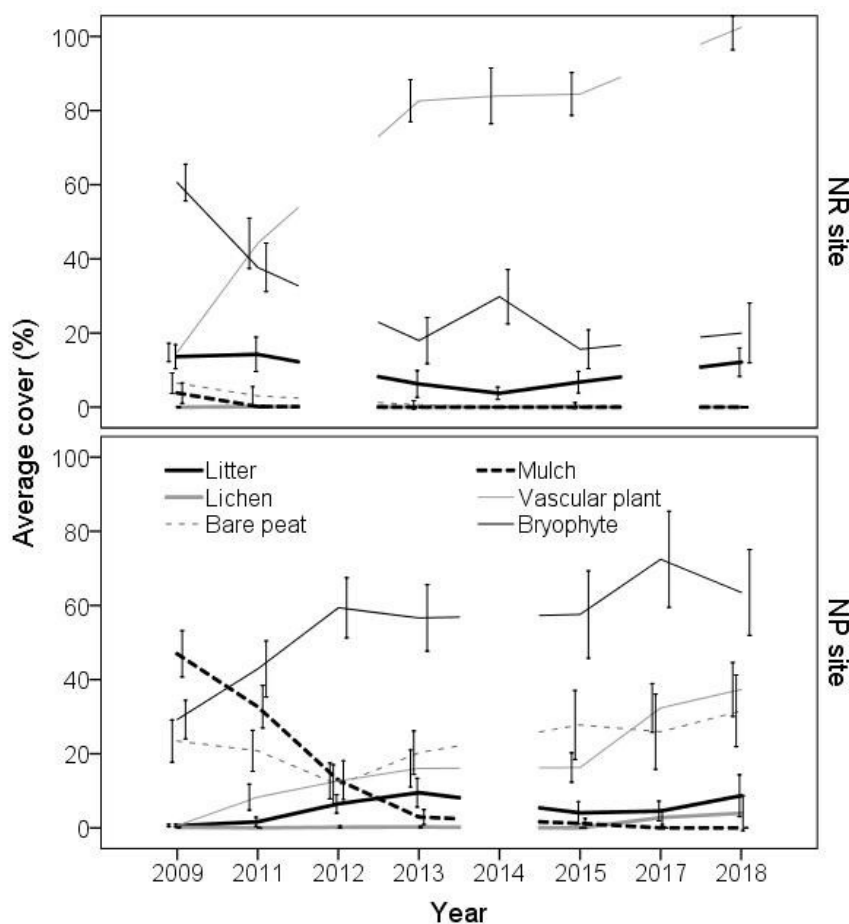 100
80
60
40
20
0
NR site
Average cover (%)
100
80
60
40
20
0
Litter
Mulch
Lichen
Vascular plant
Bare peat
Bryophyte
NP site
2009 2011 2012 2013 2014 2015 2017 2018
Year